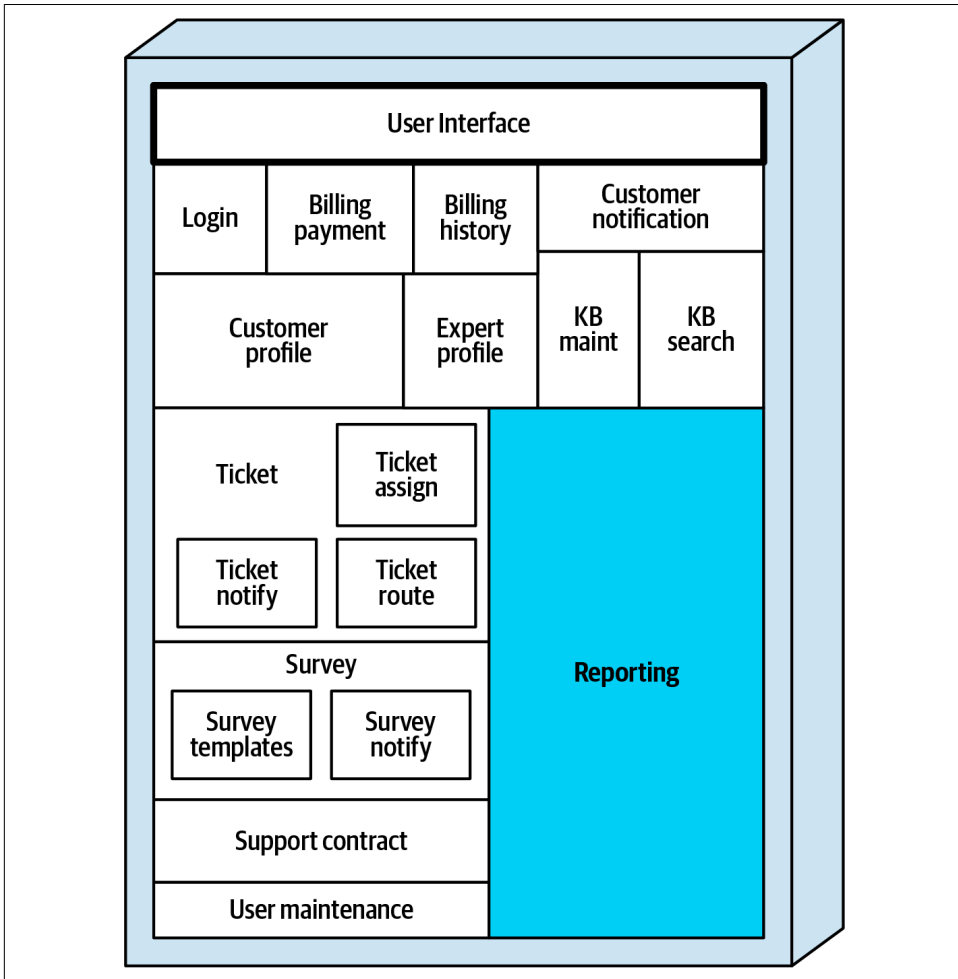 User Interface
Login
Billing
payment
Billing
history
Customer
notification
Customer
profile
Expert
profile
KB
maint
KB
search
Ticket
Ticket
assign
Ticket
notify
Ticket
route
Reporting
Survey
Survey
templates
Survey
notify
Support contract
User maintenance